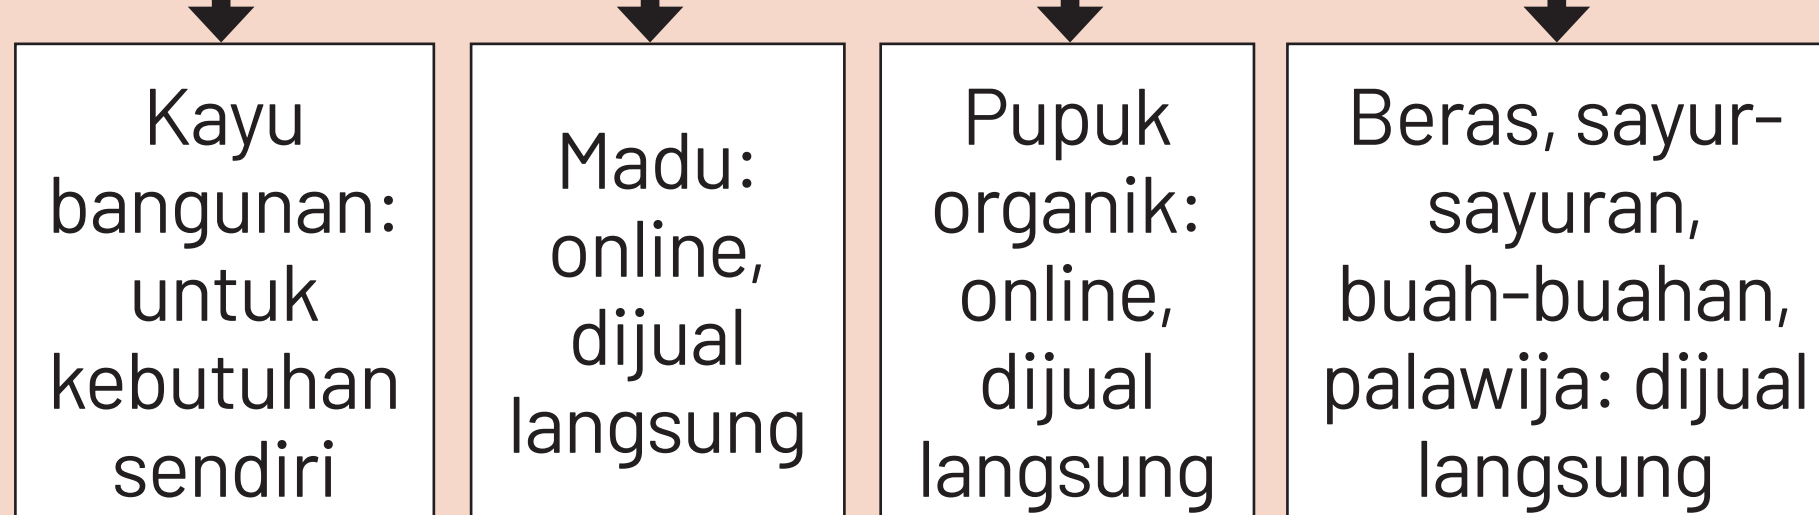 Kayu
bangunan:
untuk
kebutuhan
sendiri
Madu:
online,
dijual
langsung
Pupuk
organik:
online,
dijual
langsung
Beras, sayur-
sayuran,
buah-buahan,
palawija: dijual
langsung